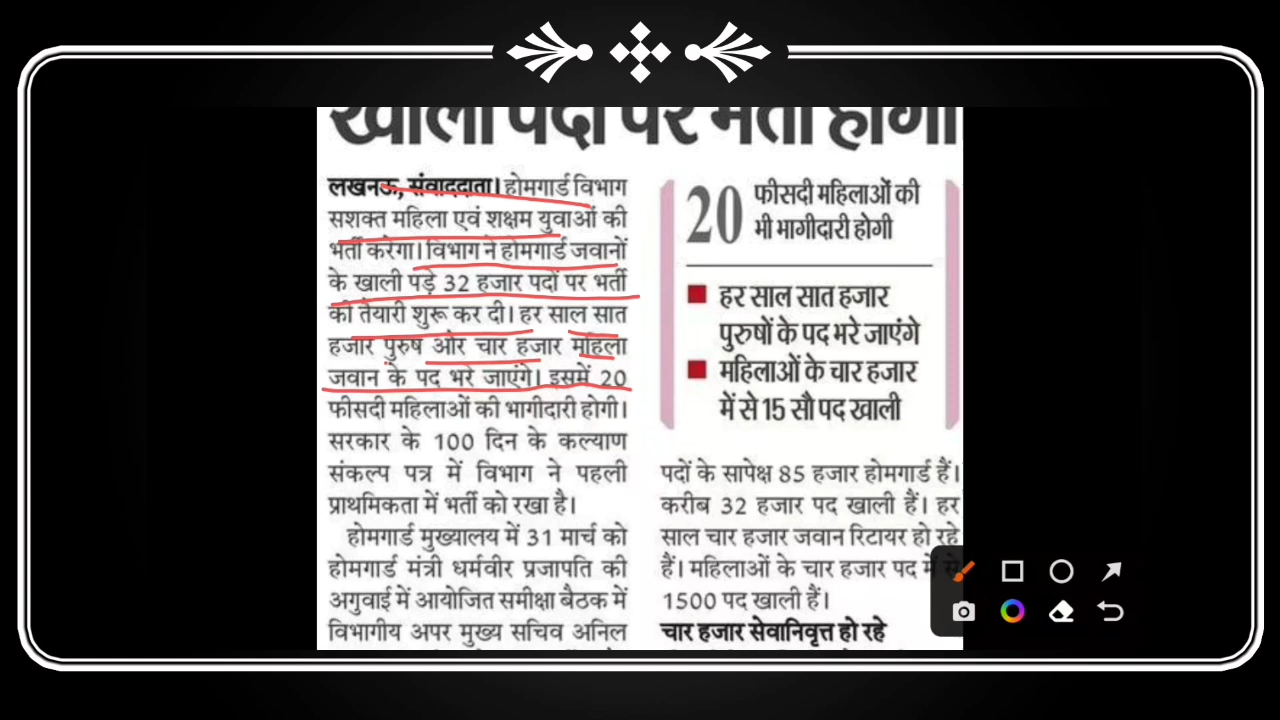 खाली पदों पर भर्ती होगी
लखनऊ, संवाददाता। होमगार्ड विभाग
सशक्त महिला एवं शक्षम युवाओं की
भर्ती करेगा। विभाग ने होमगार्ड जवानों
के खाली पड़े 32 हजार पदों पर भर्ती
की तैयारी शुरू कर दी। हर साल सात
हजार पुरुष और चार हजार महिला
जवान के पद भरे जाएंगे। इसमें 20
फीसदी महिलाओं की भागीदारी होगी।
सरकार के 100 दिन के कल्याण
संकल्प पत्र में विभाग ने पहली
प्राथमिकता में भर्ती को रखा है।
होमगार्ड मुख्यालय में 31 मार्च को
होमगार्ड मंत्री धर्मवीर प्रजापति की
अगुवाई में आयोजित समीक्षा बैठक में
विभागीय अपर मुख्य सचिव अनिल
20 फीसदी महिलाओं की
भी भागीदारी होगी
हर साल सात हजार
पुरुषों के पद भरे जाएंगे
महिलाओं के चार हजार
में से 15 सौ पद खाली
पदों के सापेक्ष 85 हजार होमगार्ड हैं।
करीब 32 हजार पद खाली हैं। हर
साल चार हजार जवान रिटायर हो रहे
हैं। महिलाओं के चार हजार पद में से
1500 पद खाली हैं।
चार हजार सेवानिवृत्त हो रहे